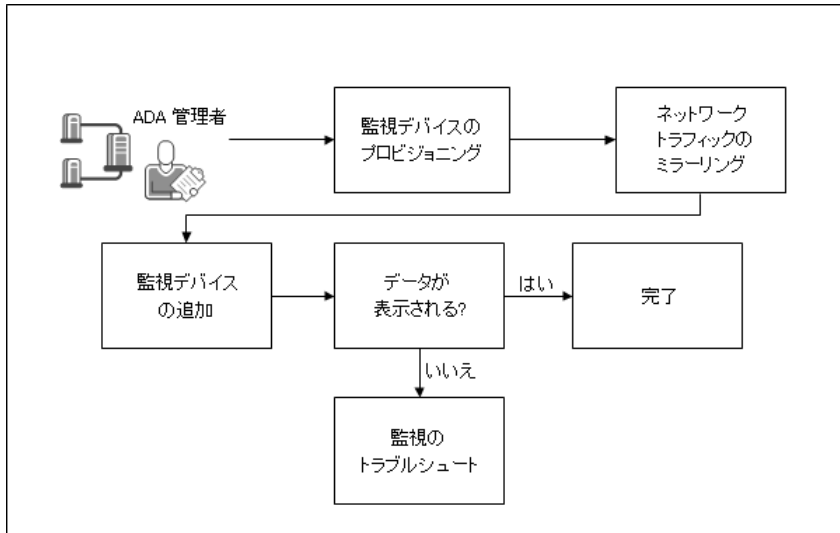 ADA 管理者
監視デバイスの
プロビジョニング
ネットワーク
トラフィックの
ミラーリング
監視デバイス
の追加
データが
表示される?
はい
完了
いいえ
監視の
トラブルシュート